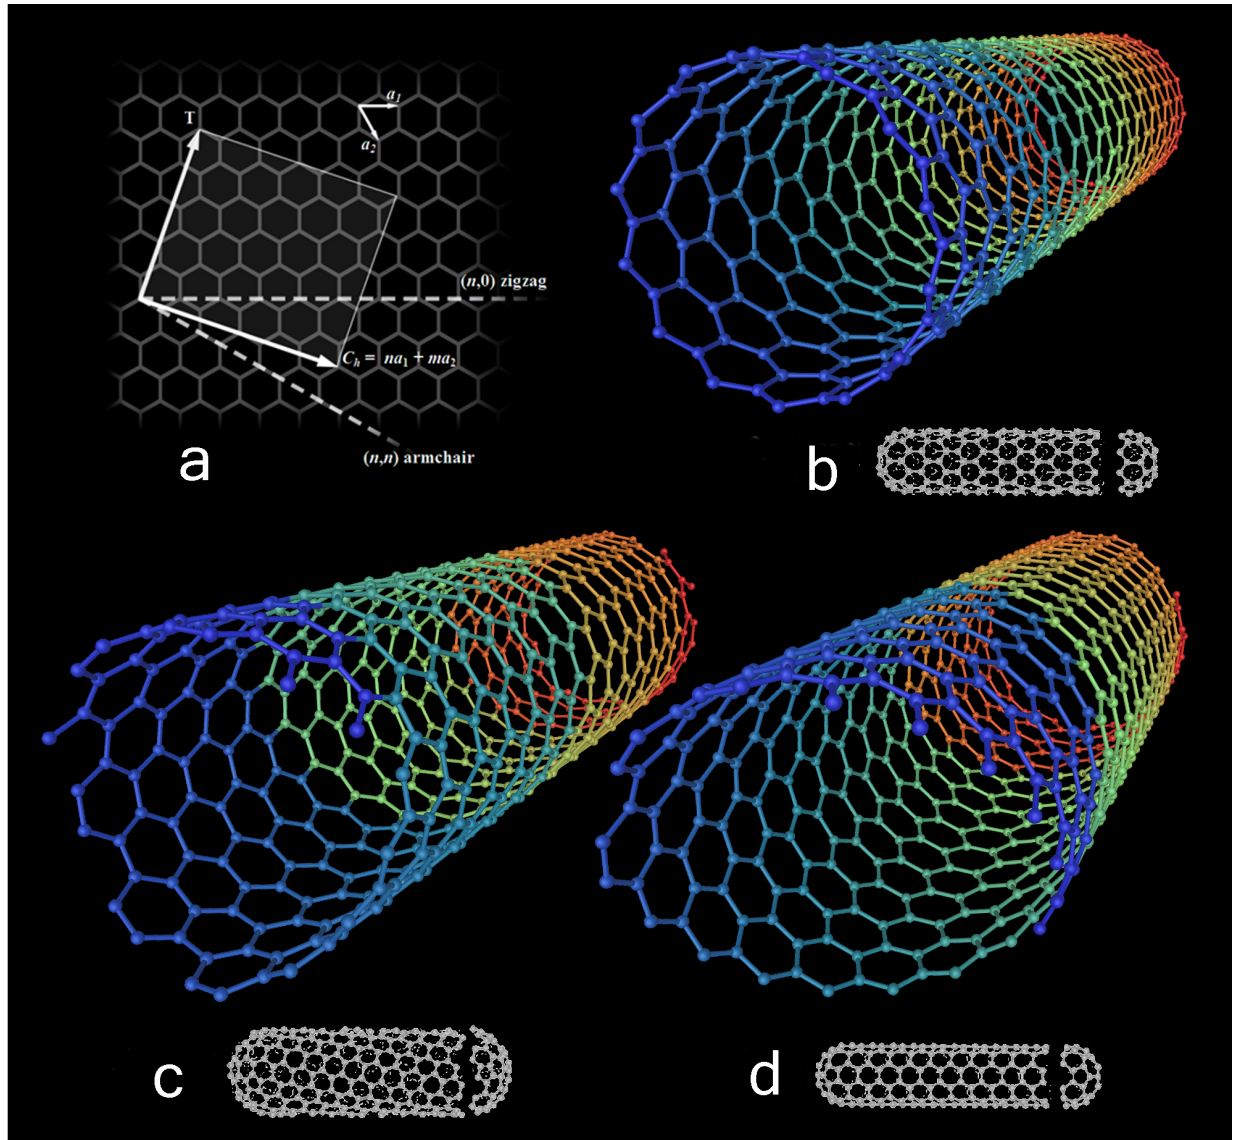 a₁
T
a₂
(n,0) zigzag
Cₕ = na₁ + ma₂
(n,n) armchair
a
b
c
d